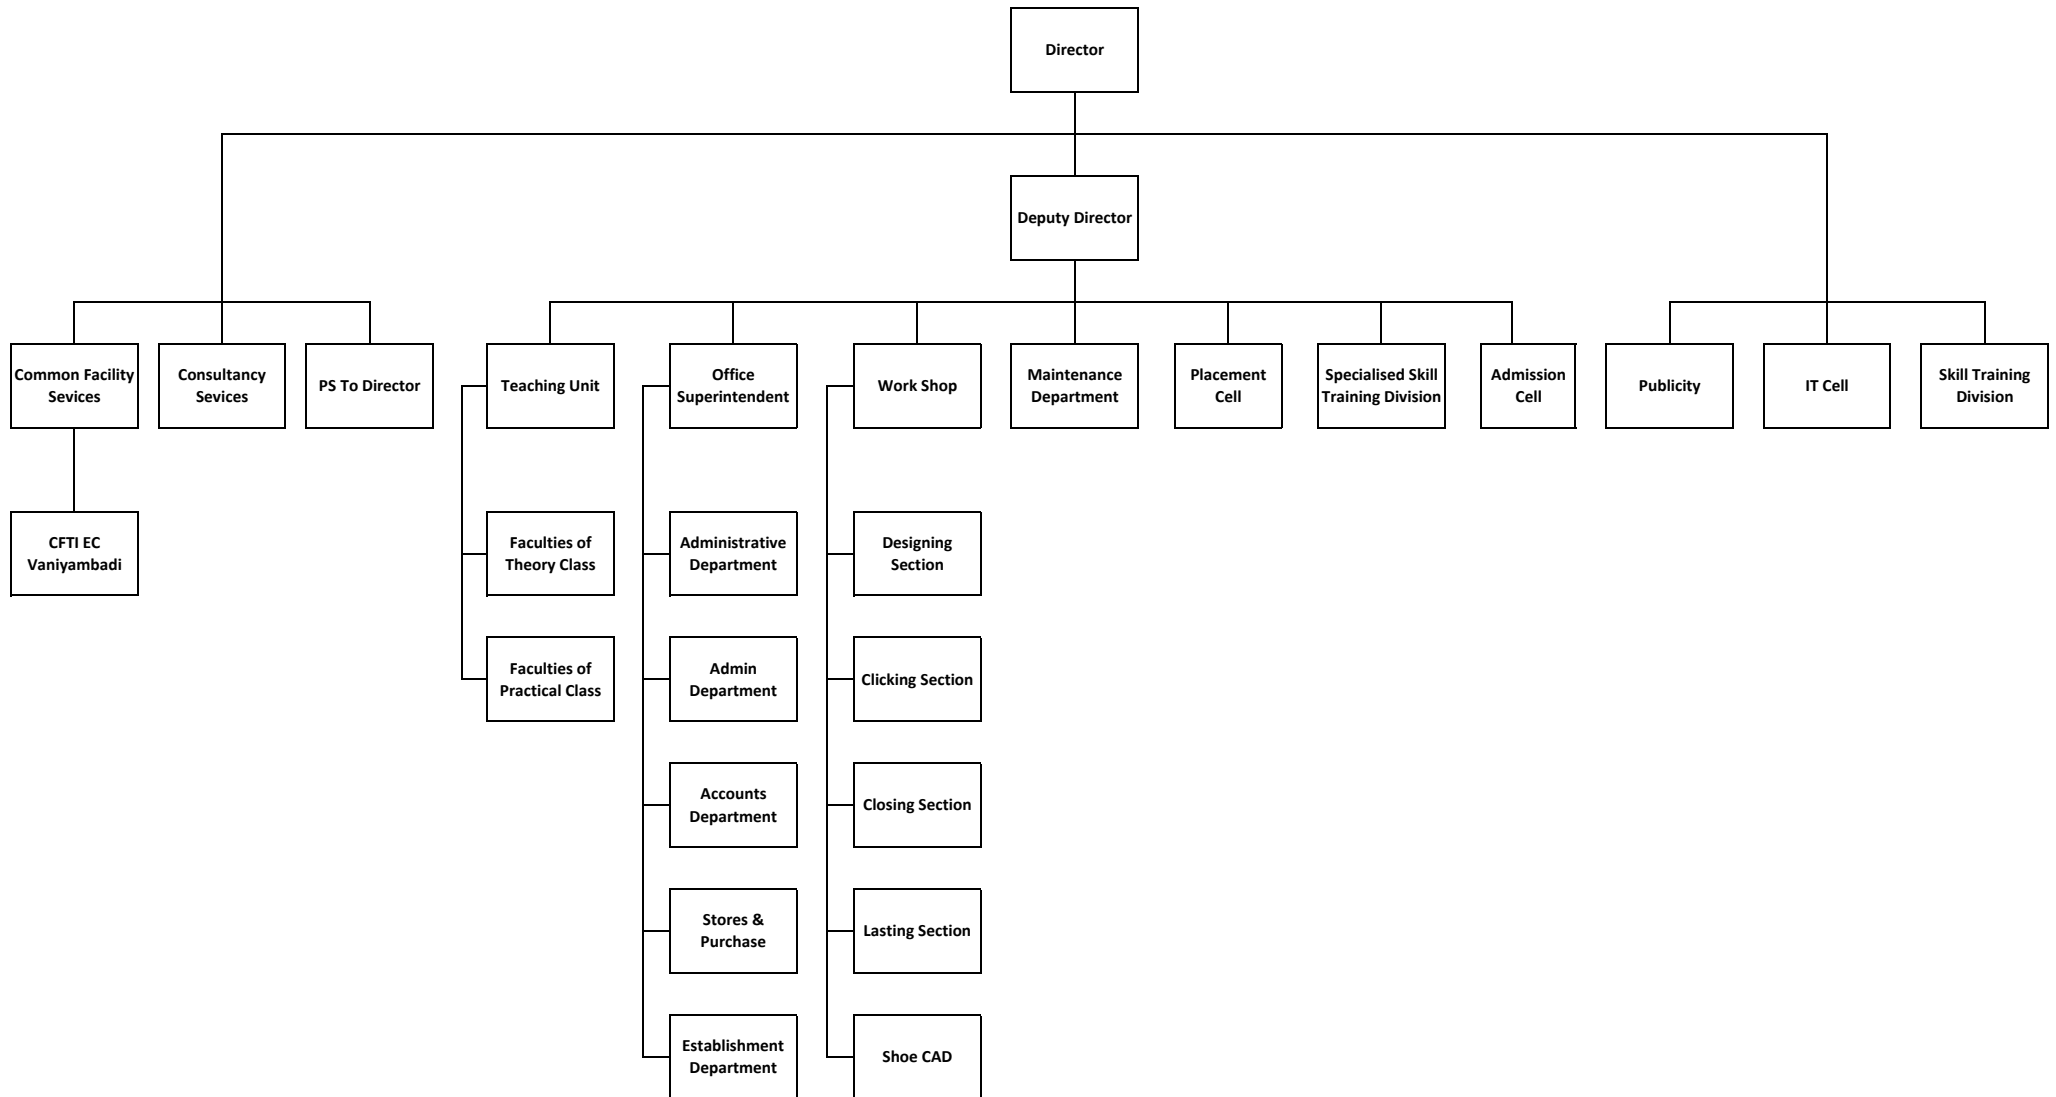 Director
Deputy Director
Common Facility
Sevices
Consultancy
Sevices
PS To Director
Teaching Unit
Office
Superintendent
Work Shop
Maintenance
Department
Placement
Cell
Specialised Skill
Training Division
Admission
Cell
Publicity
IT Cell
Skill Training
Division
CFTI EC
Vaniyambadi
Faculties of
Theory Class
Administrative
Department
Designing
Section
Faculties of
Practical Class
Admin
Department
Clicking Section
Accounts
Department
Closing Section
Stores &
Purchase
Lasting Section
Establishment
Department
Shoe CAD